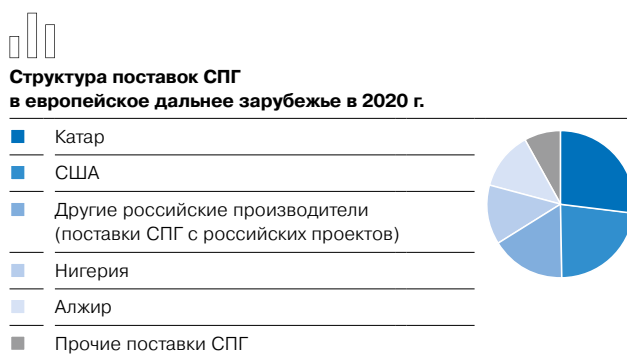 Структура поставок СПГ
в европейское дальнее зарубежье в 2020 г.
Катар
США
Другие российские производители
(поставки СПГ с российских проектов)
Нигерия
Алжир
Прочие поставки СПГ